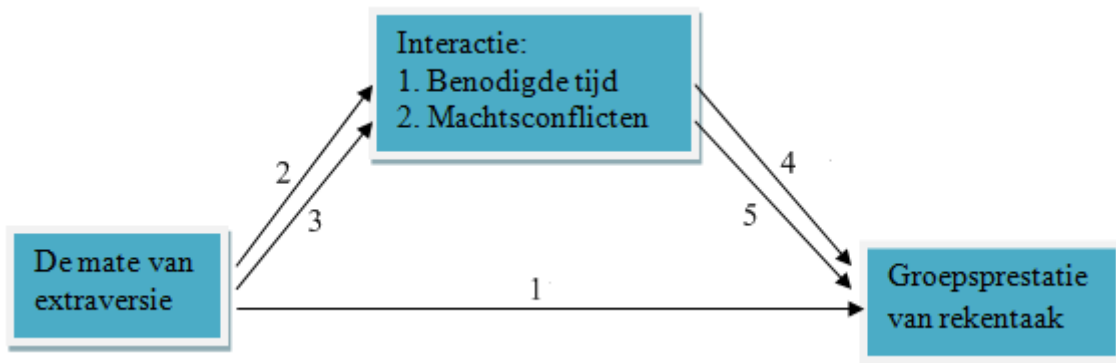 Interactie:
1. Benodigde tijd
2. Machtsconflicten
2
3
4
5
De mate van
extraversie
1
Groepsprestatie
van rekentaak